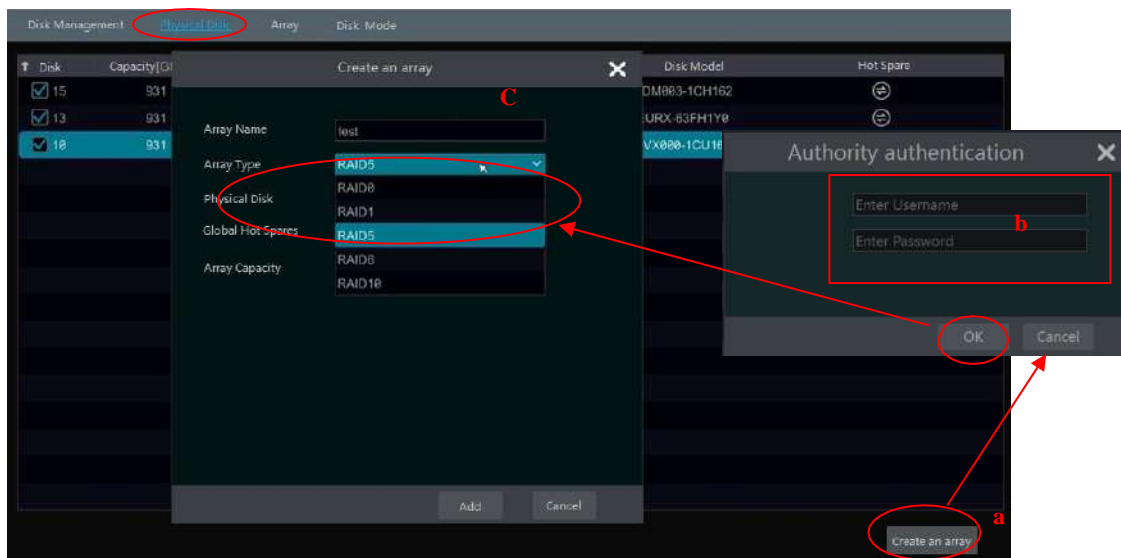 Disk Management Physical Disk Array Disk Mode
Disk Capacity[G Create an array Disk Model Hot Spare
15 931 DM003-1CH162
C
13 931 URX-63FH1Y0
Array Name test
10 931 VX000-1CU16
Authority authentication
Array Type RAID5
RAID0
Physical Disk
Enter Username
RAID1
b
Global Hot Spares RAID5
Enter Password
RAID6
Array Capacity
RAID10
OK Cancel
Add Cancel
a
Create an array